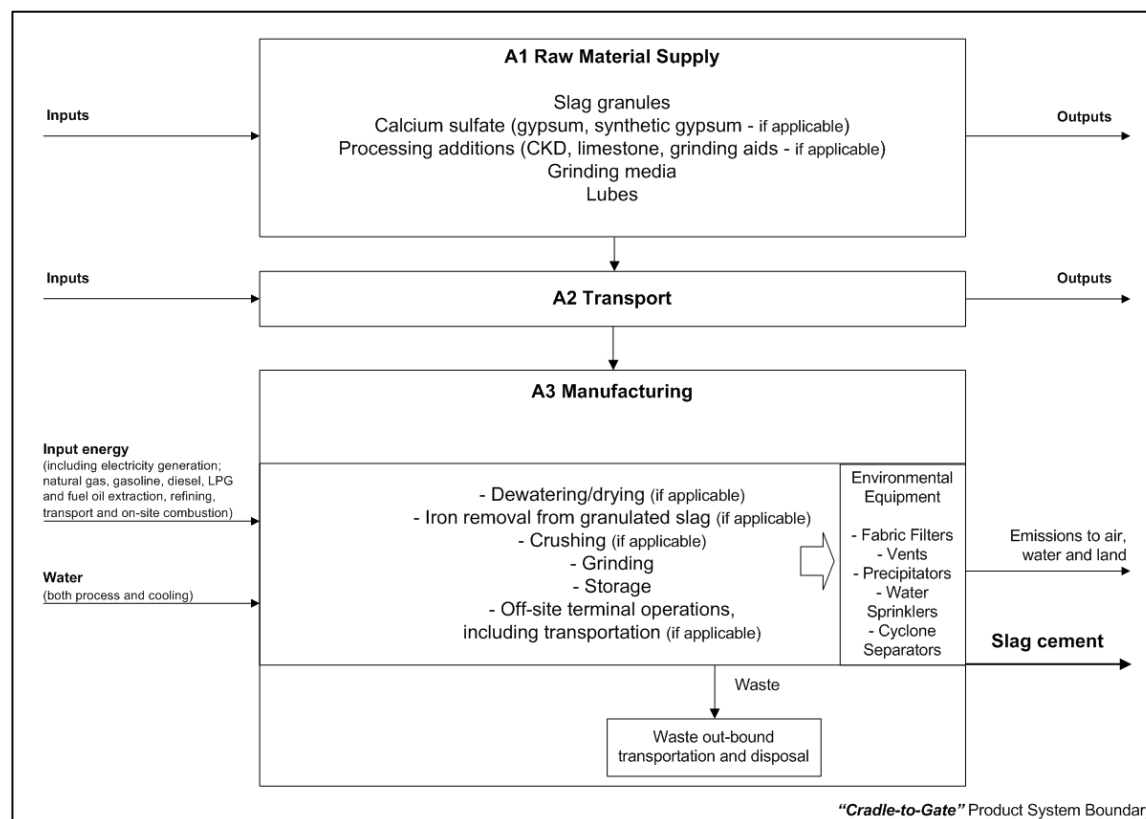 A1 Raw Material Supply
Slag granules
Inputs
Outputs
Calcium sulfate (gypsum, synthetic gypsum - if applicable)
Processing additions (CKD, limestone, grinding aids - if applicable)
Grinding media
Lubes
Inputs
Outputs
A2 Transport
A3 Manufacturing
Input energy
(including electricity generation;
natural gas, gasoline, diesel, LPG
and fuel oil extraction, refining,
transport and on-site combustion)
Water
(both process and cooling)
- Dewatering/drying (if applicable)
- Iron removal from granulated slag (if applicable)
- Crushing (if applicable)
- Grinding
- Storage
- Off-site terminal operations,
including transportation (if applicable)
Environmental
Equipment
- Fabric Filters
- Vents
- Precipitators
- Water
Sprinklers
- Cyclone
Separators
Emissions to air,
water and land
Slag cement
Waste
Waste out-bound
transportation and disposal
"Cradle-to-Gate" Product System Boundar